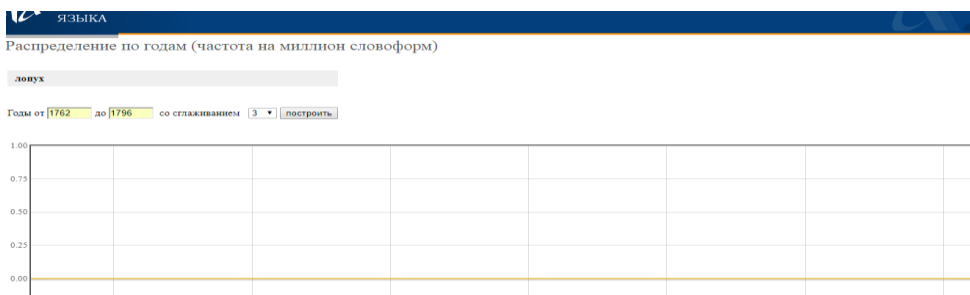 ЯЗЫКА
Распределение по годам (частота на миллион словоформ)
лопух
Годы от 1762 до 1796 со сглаживанием 3 построить
1.00
0.75
0.50
0.25
0.00